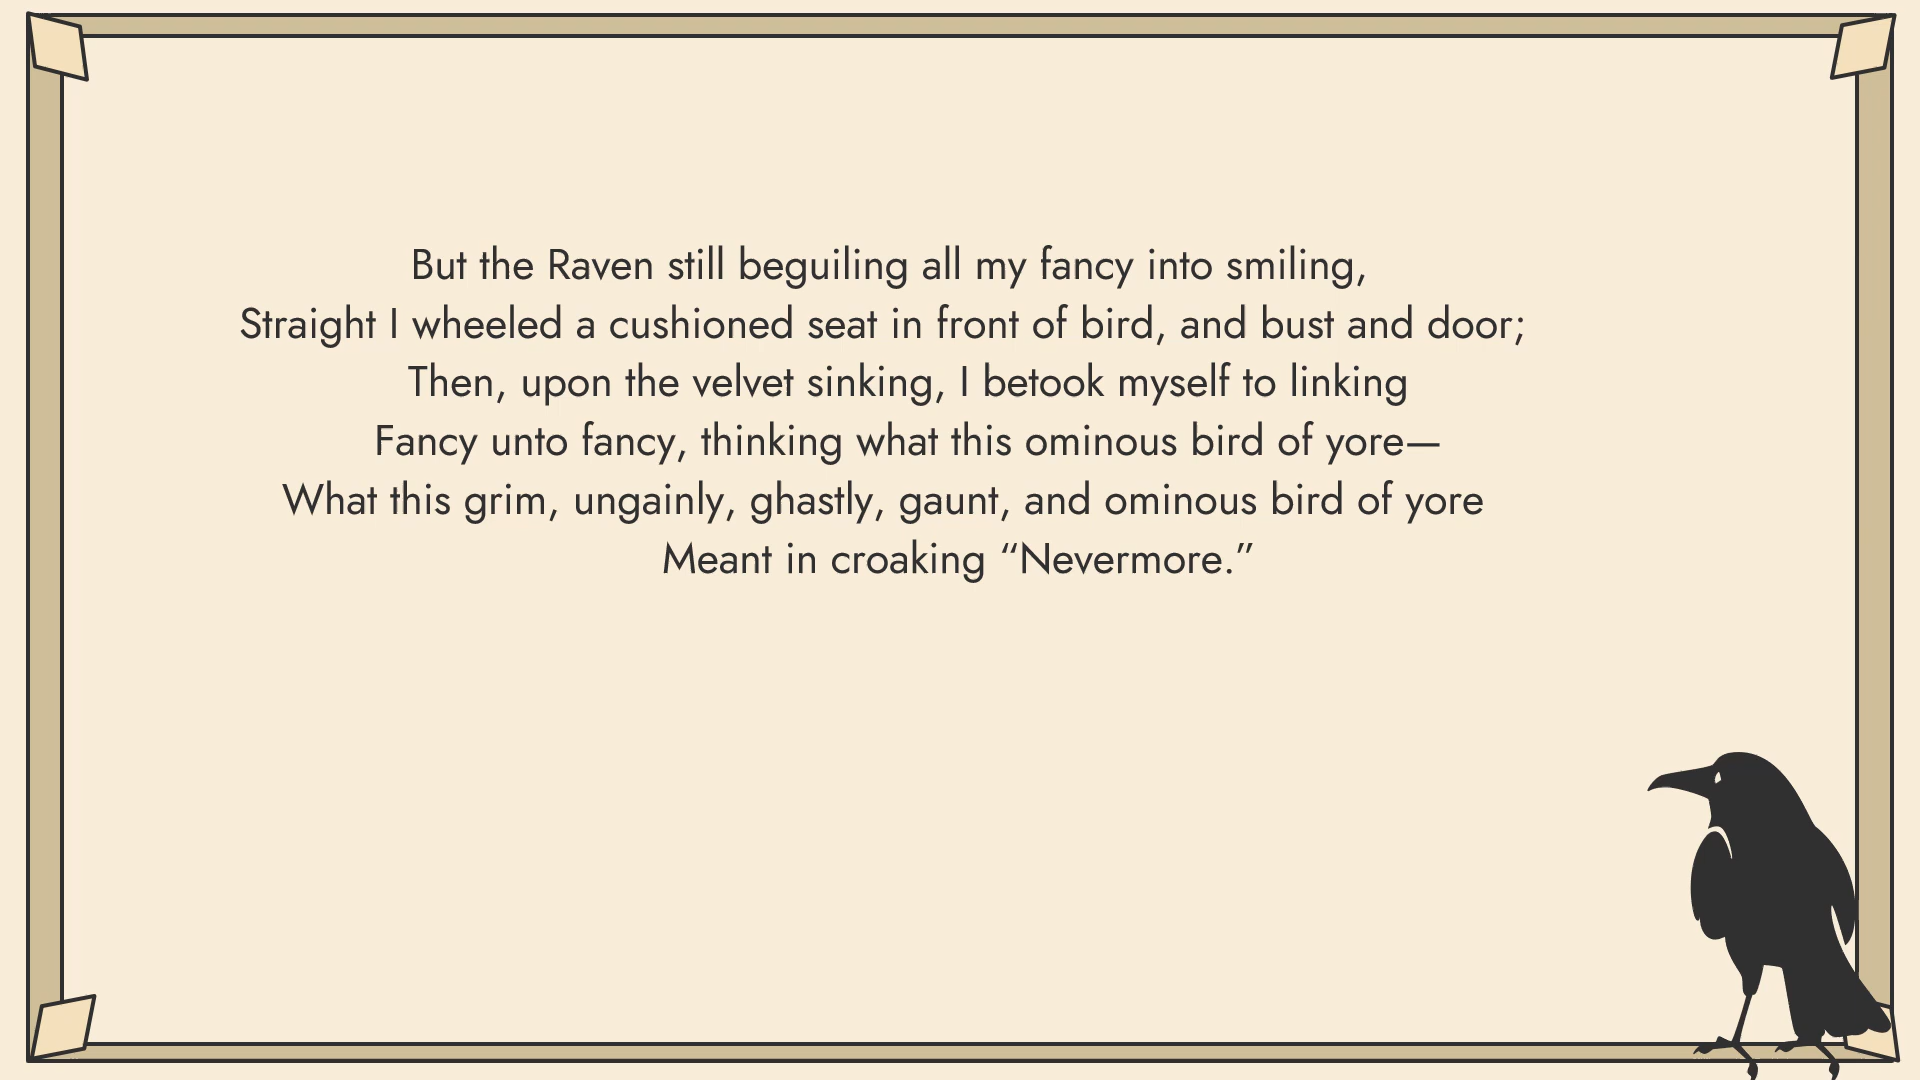 But the Raven still beguiling all my fancy into smiling,
Straight I wheeled a cushioned seat in front of bird, and bust and door;
Then, upon the velvet sinking, I betook myself to linking
Fancy unto fancy, thinking what this ominous bird of yore—
What this grim, ungainly, ghastly, gaunt, and ominous bird of yore
Meant in croaking “Nevermore.”